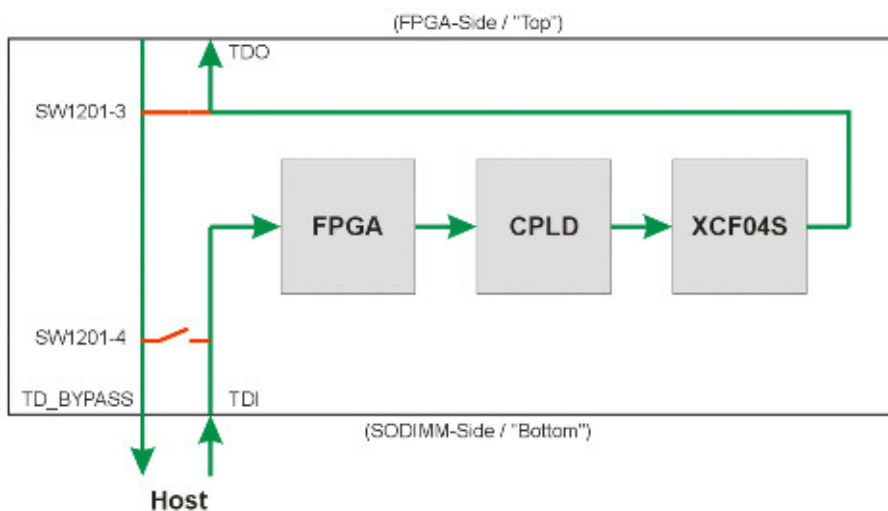 (FPGA-Side / "Top")
TDO
SW1201-3
FPGA
CPLD
XCF04S
SW1201-4
TD_BYPASS
TDI
(SODIMM-Side / "Bottom")
Host